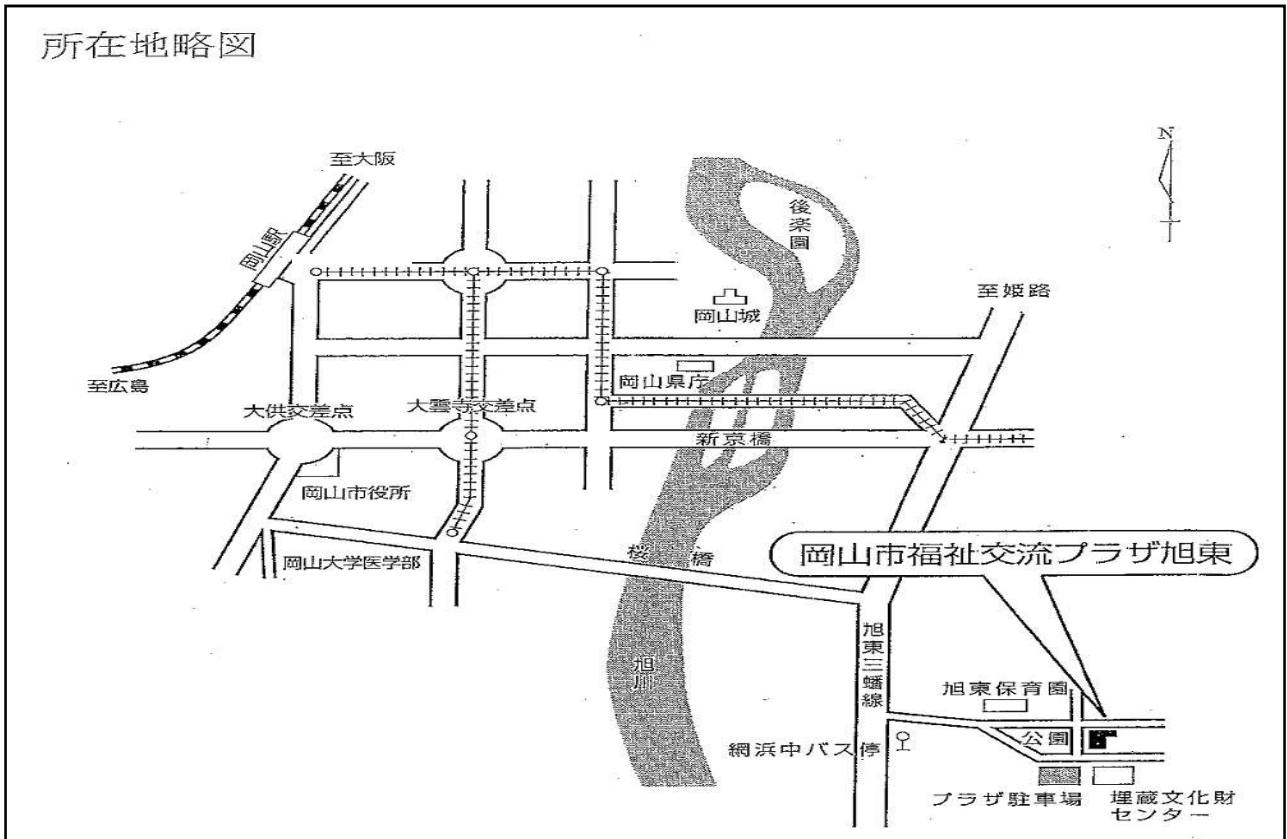 所在地略図
N
至大阪
岡山駅
後楽園
至姫路
岡山城
至広島
岡山県庁
大供交差点
大雲寺交差点
新京橋
岡山市役所
岡山大学医学部
桜橋
岡山市福祉交流プラザ旭東
旭川
旭東三蟠線
旭東保育園
網浜中バス停
公園
プラザ駐車場
埋蔵文化財
センター